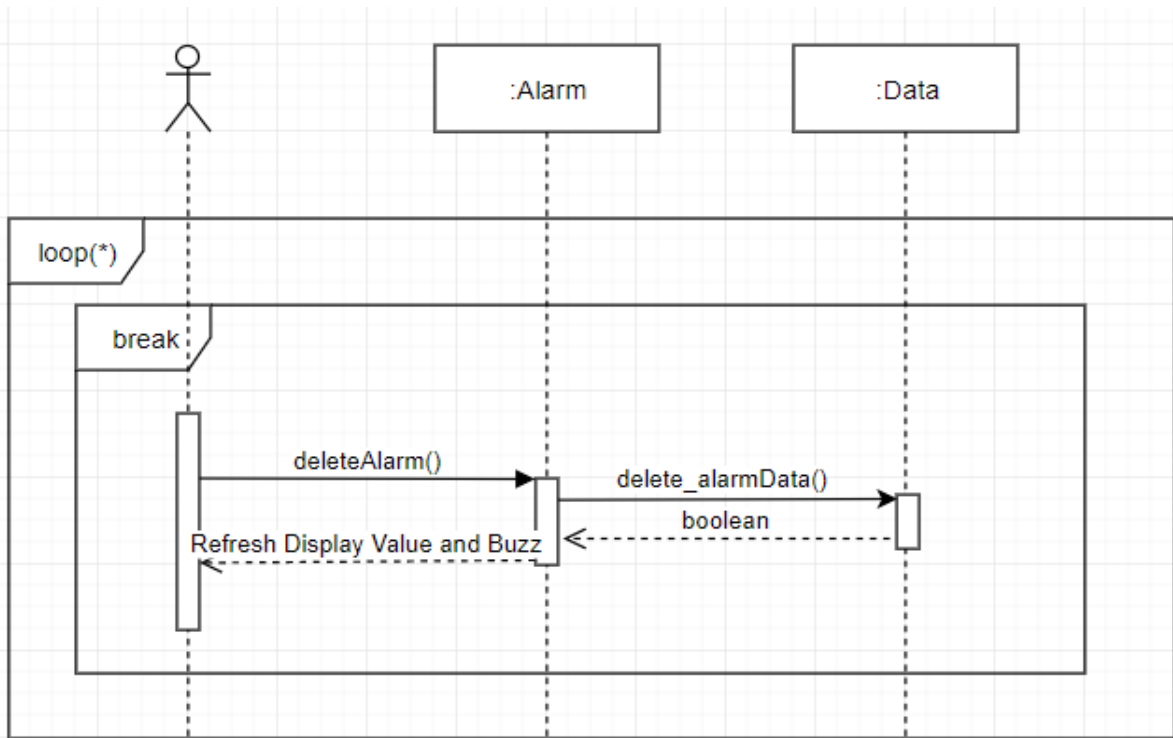 :Alarm
:Data
loop(*)
break
deleteAlarm()
delete_alarmData()
boolean
Refresh Display Value and Buzz